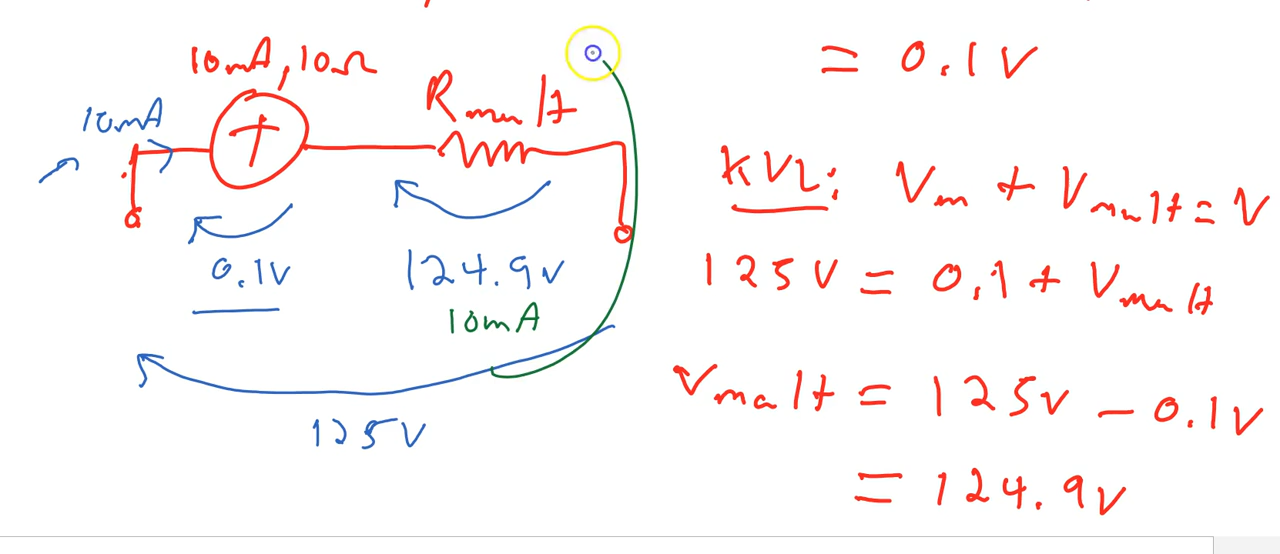 10mA, 10Ω
= 0.1V
10mA
Rmult
KVL: Vm + Vmult = V
0.1V
124.9V
125V = 0.1 + Vmult
10mA
Vmult = 125V - 0.1V
125V
= 124.9V